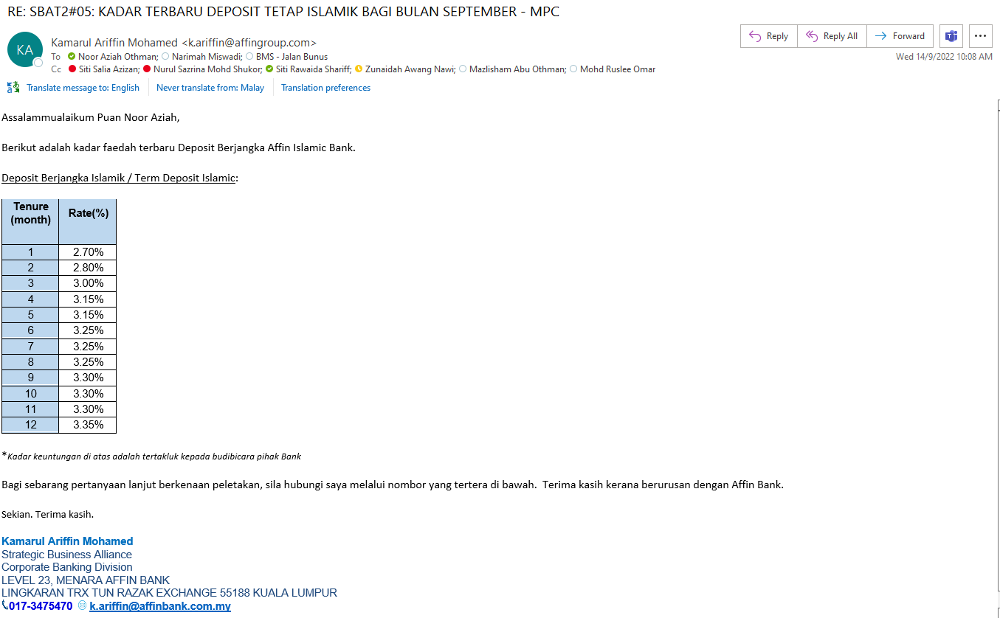 RE: SBAT2#05: KADAR TERBARU DEPOSIT TETAP ISLAMIK BAGI BULAN SEPTEMBER - MPC
KA
Kamarul Ariffin Mohamed <k.ariffin@affingroup.com>
To Noor Aziah Othman; Narimah Miswadi; BMS - Jalan Bunus
Cc Siti Salia Azizan; Nurul Sazrina Mohd Shukor; Siti Rawaida Shariff; Zunaidah Awang Nawi; Mazlisham Abu Othman; Mohd Ruslee Omar
Reply Reply All Forward
Wed 14/9/2022 10:08 AM
Translate message to: English Never translate from: Malay Translation preferences
Assalammualaikum Puan Noor Aziah,
Berikut adalah kadar faedah terbaru Deposit Berjangka Affin Islamic Bank.
Deposit Berjangka Islamik / Term Deposit Islamic:
Tenure (month) Rate(%)
1 2.70%
2 2.80%
3 3.00%
4 3.15%
5 3.15%
6 3.25%
7 3.25%
8 3.25%
9 3.30%
10 3.30%
11 3.30%
12 3.35%
*Kadar keuntungan di atas adalah tertakluk kepada budibicara pihak Bank
Bagi sebarang pertanyaan lanjut berkenaan peletakan, sila hubungi saya melalui nombor yang tertera di bawah. Terima kasih kerana berurusan dengan Affin Bank.
Sekian. Terima kasih.
Kamarul Ariffin Mohamed
Strategic Business Alliance
Corporate Banking Division
LEVEL 23, MENARA AFFIN BANK
LINGKARAN TRX TUN RAZAK EXCHANGE 55188 KUALA LUMPUR
017-3475470 k.ariffin@affinbank.com.my